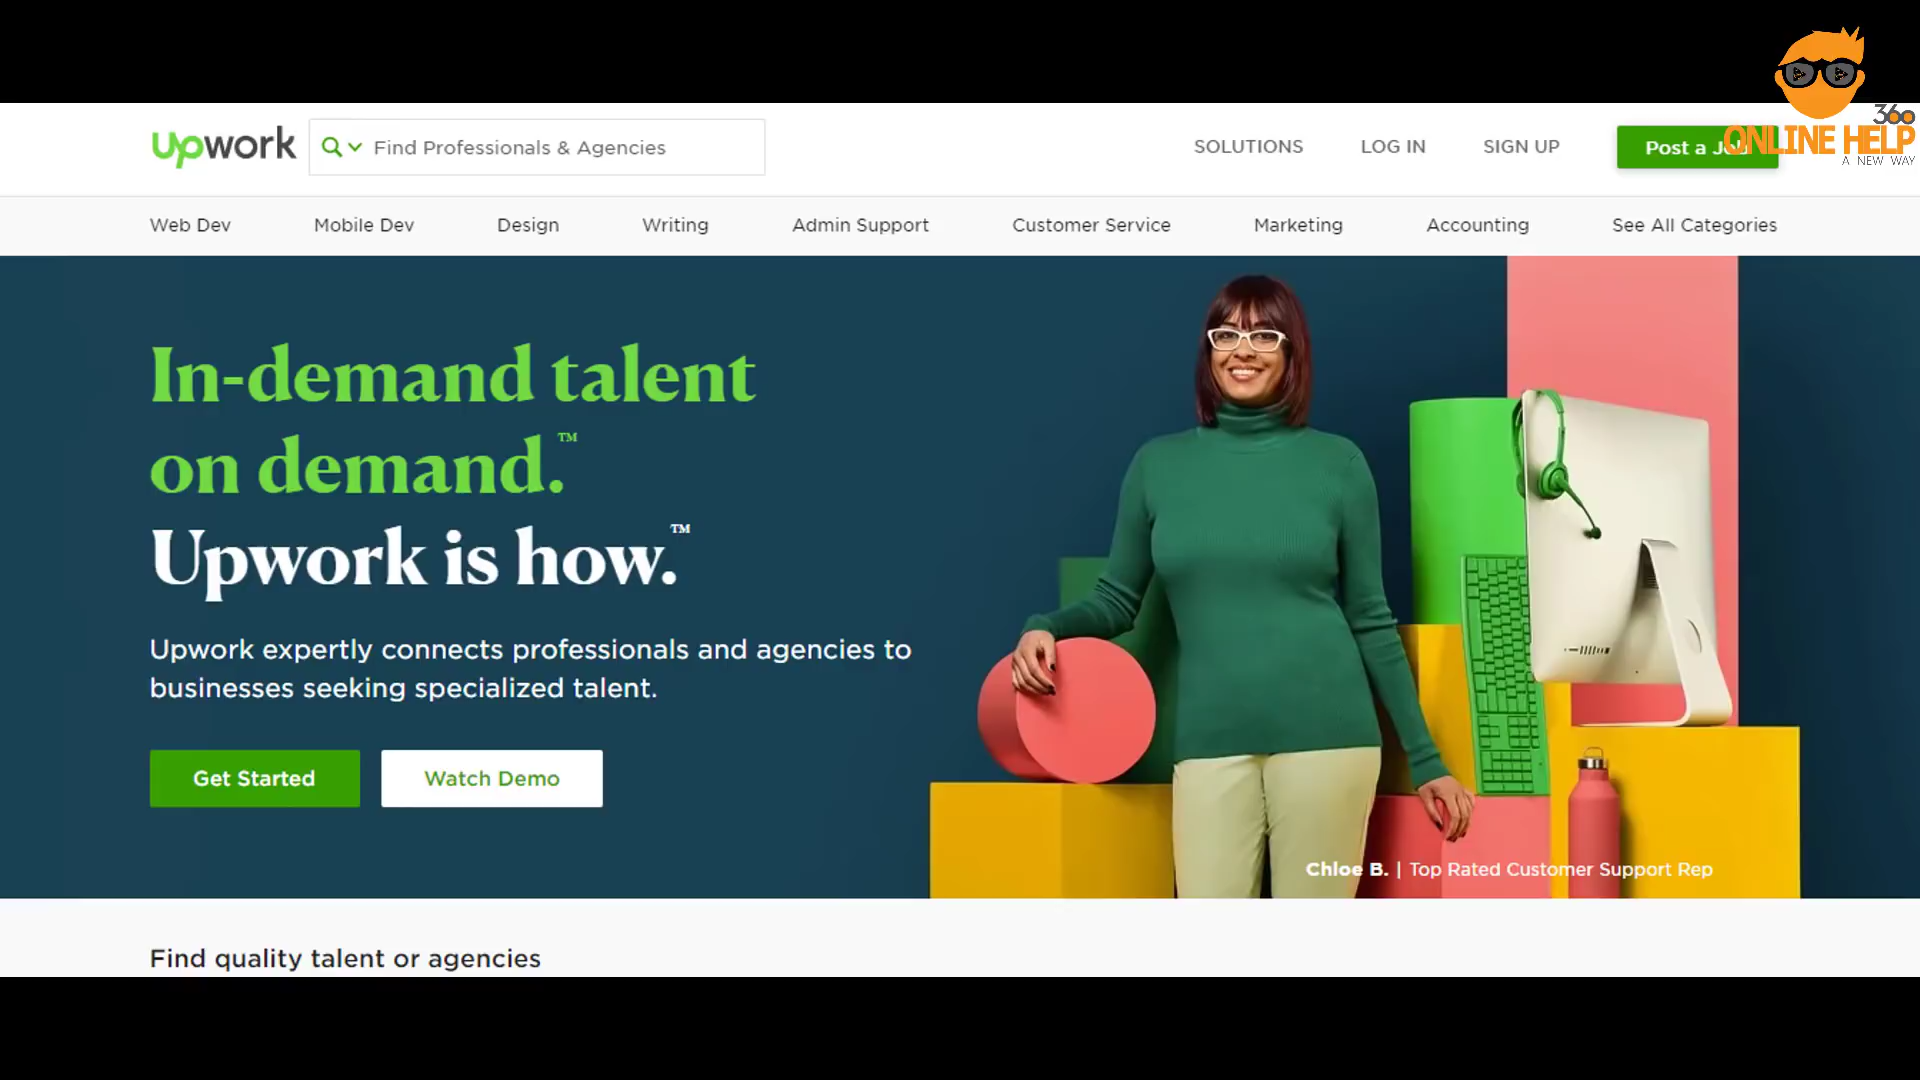 360
ONLINE HELP
A NEW WAY
Upwork
Find Professionals & Agencies
SOLUTIONS
LOG IN
SIGN UP
Post a Job
Web Dev
Mobile Dev
Design
Writing
Admin Support
Customer Service
Marketing
Accounting
See All Categories
In-demand talent
on demand.™
Upwork is how.™
Upwork expertly connects professionals and agencies to
businesses seeking specialized talent.
Get Started
Watch Demo
Chloe B. | Top Rated Customer Support Rep
Find quality talent or agencies